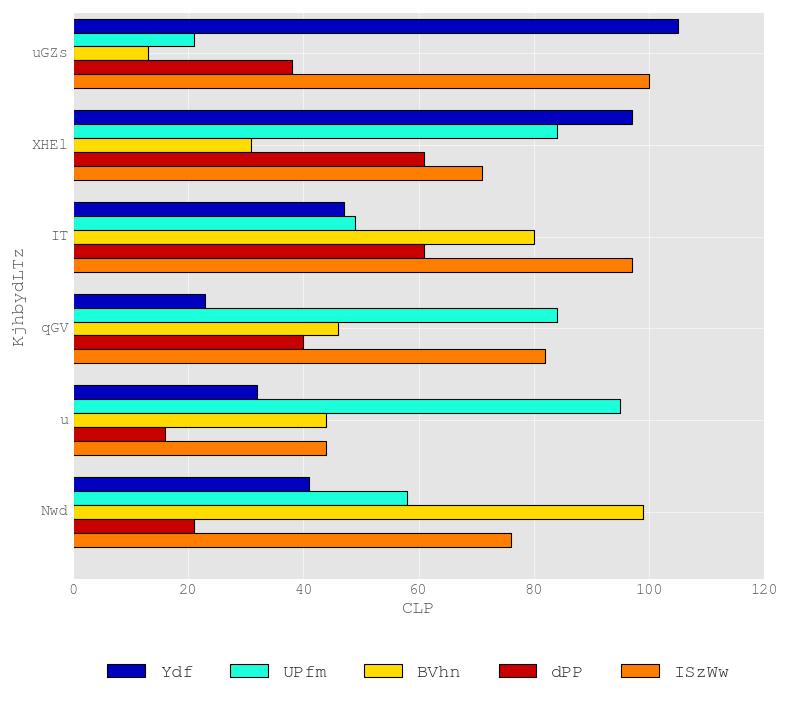 uGZs
XHEl
IT
qGV
u
Nwd
KjhbydLTz
0 20 40 60 80 100 120
CLP
Ydf UPfm BVhn dPP ISzWw